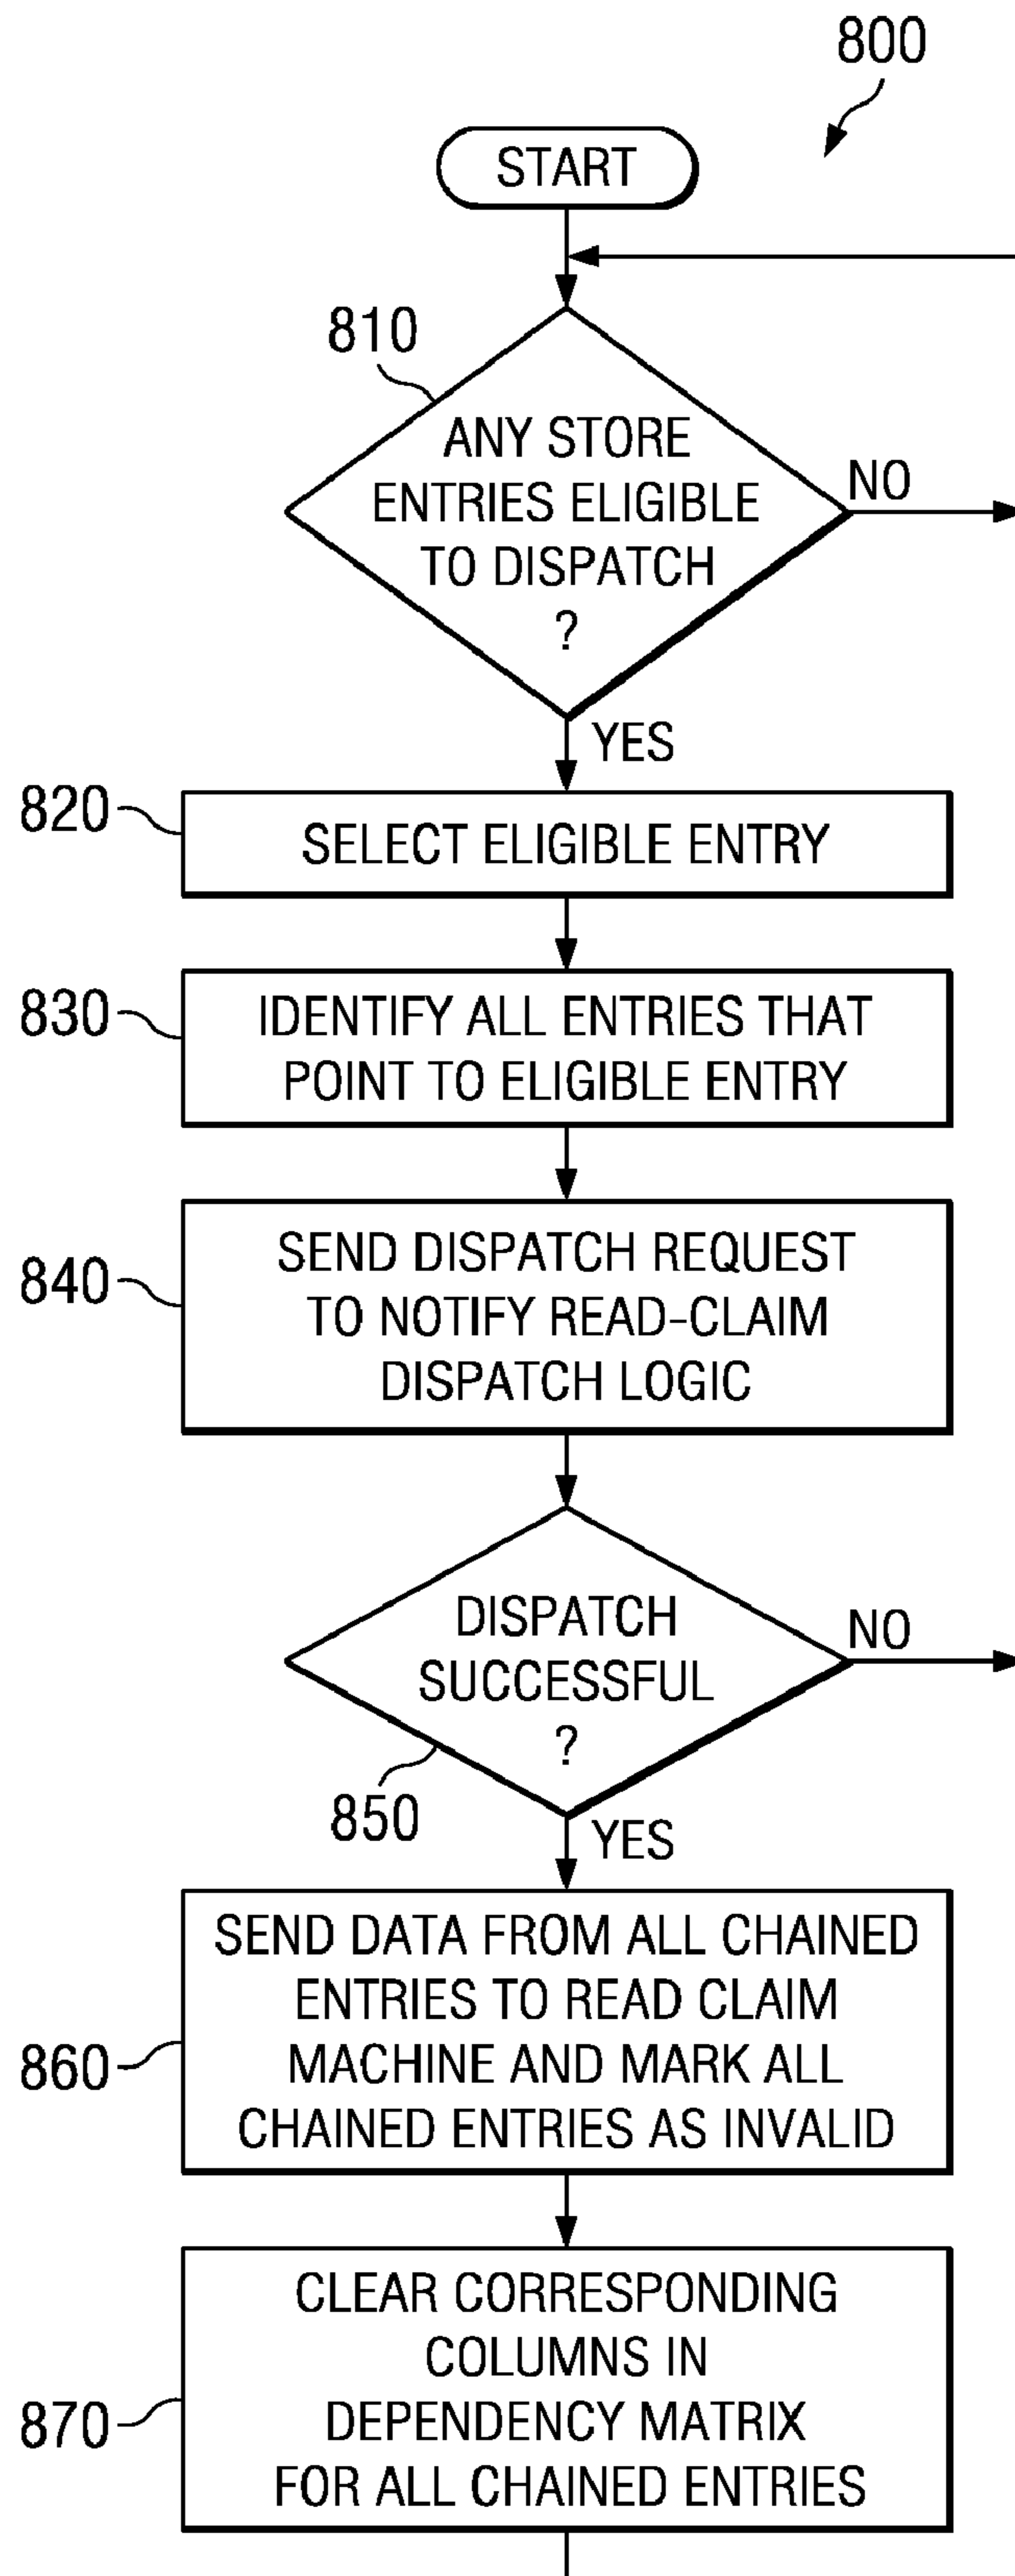 800
START
810
ANY STORE
ENTRIES ELIGIBLE
TO DISPATCH
?
NO
YES
820
SELECT ELIGIBLE ENTRY
830
IDENTIFY ALL ENTRIES THAT
POINT TO ELIGIBLE ENTRY
840
SEND DISPATCH REQUEST
TO NOTIFY READ-CLAIM
DISPATCH LOGIC
DISPATCH
SUCCESSFUL
?
NO
850
YES
860
SEND DATA FROM ALL CHAINED
ENTRIES TO READ CLAIM
MACHINE AND MARK ALL
CHAINED ENTRIES AS INVALID
870
CLEAR CORRESPONDING
COLUMNS IN
DEPENDENCY MATRIX
FOR ALL CHAINED ENTRIES